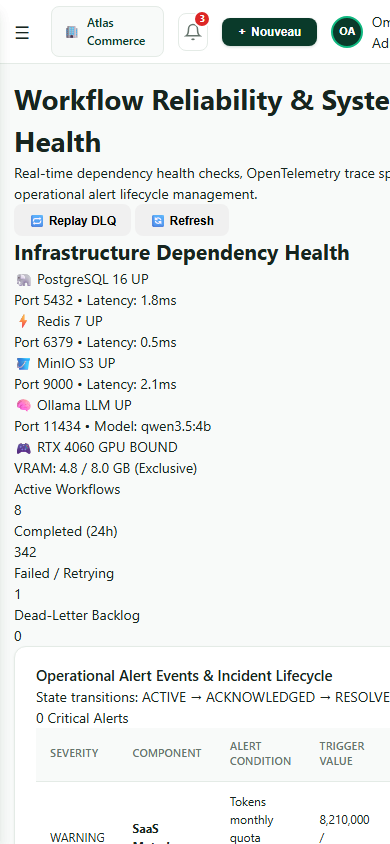 Atlas
Commerce
3
+ Nouveau
OA
Workflow Reliability & Syste
Health
Real-time dependency health checks, OpenTelemetry trace sp
operational alert lifecycle management.
Replay DLQ
Refresh
Infrastructure Dependency Health
PostgreSQL 16 UP
Port 5432 • Latency: 1.8ms
Redis 7 UP
Port 6379 • Latency: 0.5ms
MinIO S3 UP
Port 9000 • Latency: 2.1ms
Ollama LLM UP
Port 11434 • Model: qwen3.5:4b
RTX 4060 GPU BOUND
VRAM: 4.8 / 8.0 GB (Exclusive)
Active Workflows
8
Completed (24h)
342
Failed / Retrying
1
Dead-Letter Backlog
0
Operational Alert Events & Incident Lifecycle
State transitions: ACTIVE → ACKNOWLEDGED → RESOLVE
0 Critical Alerts
SEVERITY
COMPONENT
ALERT
CONDITION
TRIGGER
VALUE
WARNING
SaaS
Tokens
monthly
quota
8,210,000
/